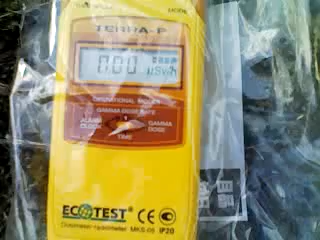 MODE
TERRA-P
0.00 µSv/h
OPERATIONAL MODES
GAMMA DOSE RATE
ALARM CLOCK
GAMMA DOSE
TIME
ECOTEST
CE
Dosimeter-radiometer MKS-05 IP20